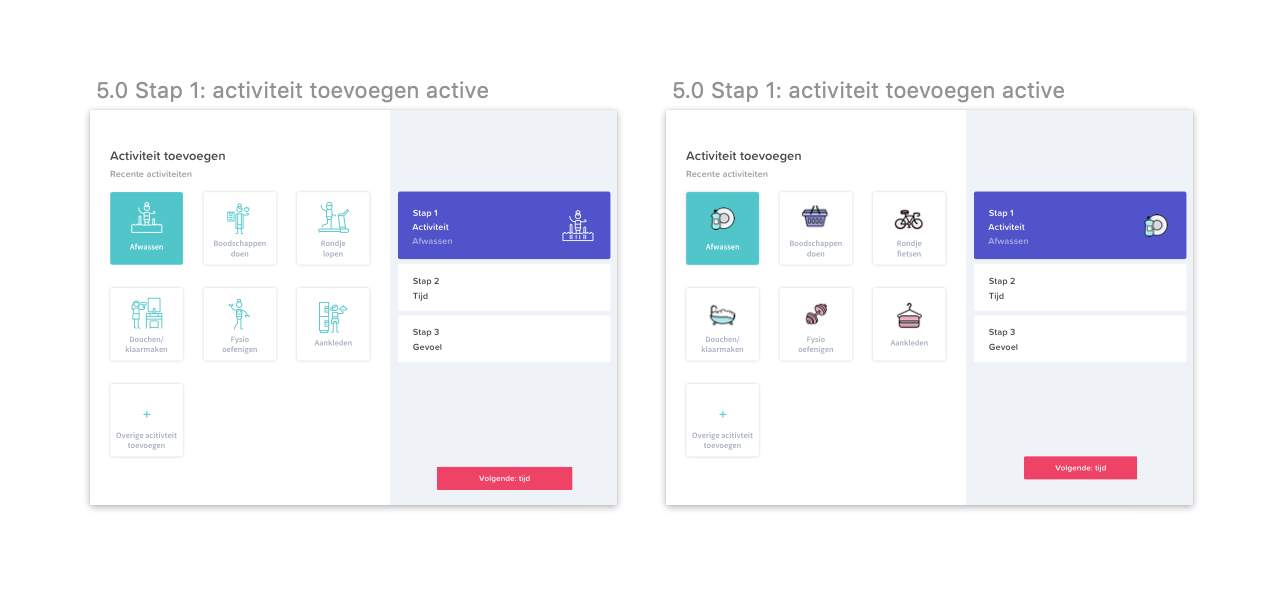 5.0 Stap 1: activiteit toevoegen active
Activiteit toevoegen
Recente activiteiten
Afwassen
Boodschappen
doen
Rondje
lopen
Douchen/
klaarmaken
Fysio
oefenigen
Aankleden
+
Overige acitivteit
toevoegen
Stap 1
Activiteit
Afwassen
Stap 2
Tijd
Stap 3
Gevoel
Volgende: tijd
5.0 Stap 1: activiteit toevoegen active
Activiteit toevoegen
Recente activiteiten
Afwassen
Boodschappen
doen
Rondje
fietsen
Douchen/
klaarmaken
Fysio
oefenigen
Aankleden
+
Overige acitivteit
toevoegen
Stap 1
Activiteit
Afwassen
Stap 2
Tijd
Stap 3
Gevoel
Volgende: tijd